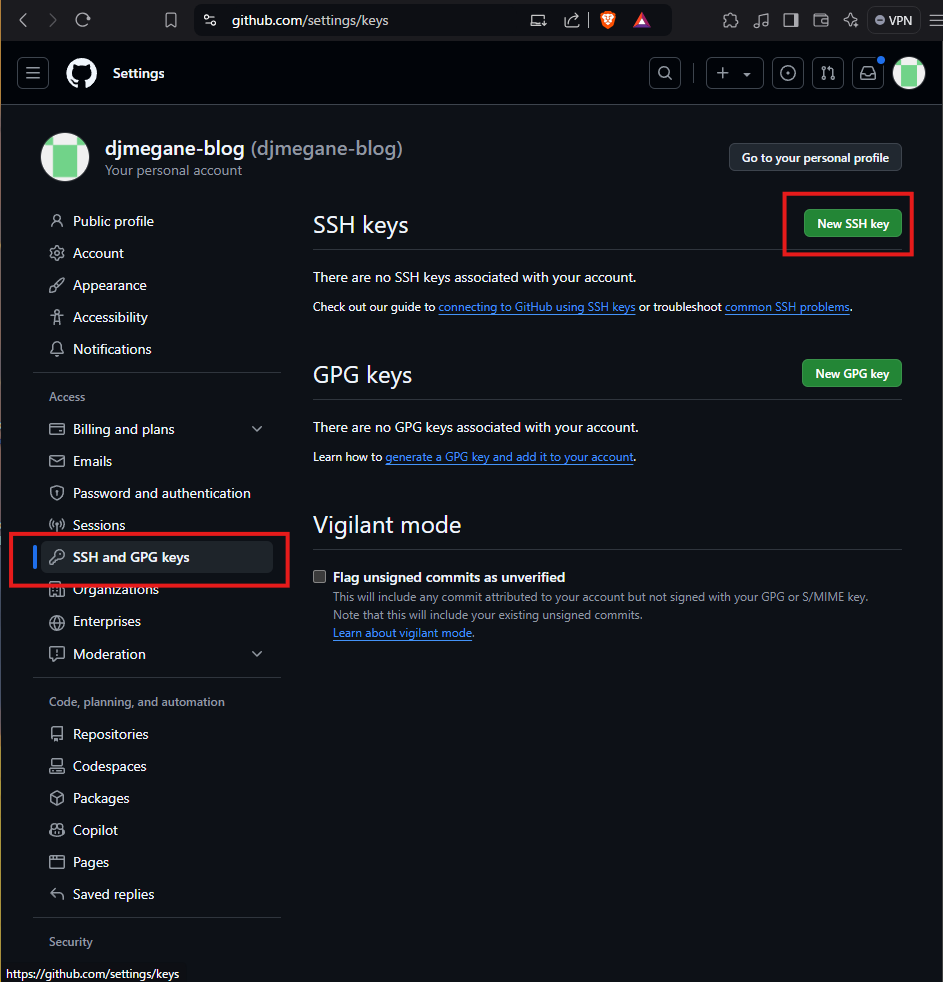 github.com/settings/keys
VPN
Settings
djmegane-blog (djmegane-blog)
Your personal account
Go to your personal profile
Public profile
Account
Appearance
Accessibility
Notifications
Access
Billing and plans
Emails
Password and authentication
Sessions
SSH and GPG keys
Organizations
Enterprises
Moderation
Code, planning, and automation
Repositories
Codespaces
Packages
Copilot
Pages
Saved replies
Security
SSH keys
New SSH key
There are no SSH keys associated with your account.
Check out our guide to connecting to GitHub using SSH keys or troubleshoot common SSH problems.
GPG keys
New GPG key
There are no GPG keys associated with your account.
Learn how to generate a GPG key and add it to your account.
Vigilant mode
Flag unsigned commits as unverified
This will include any commit attributed to your account but not signed with your GPG or S/MIME key.
Note that this will include your existing unsigned commits.
Learn about vigilant mode.
https://github.com/settings/keys